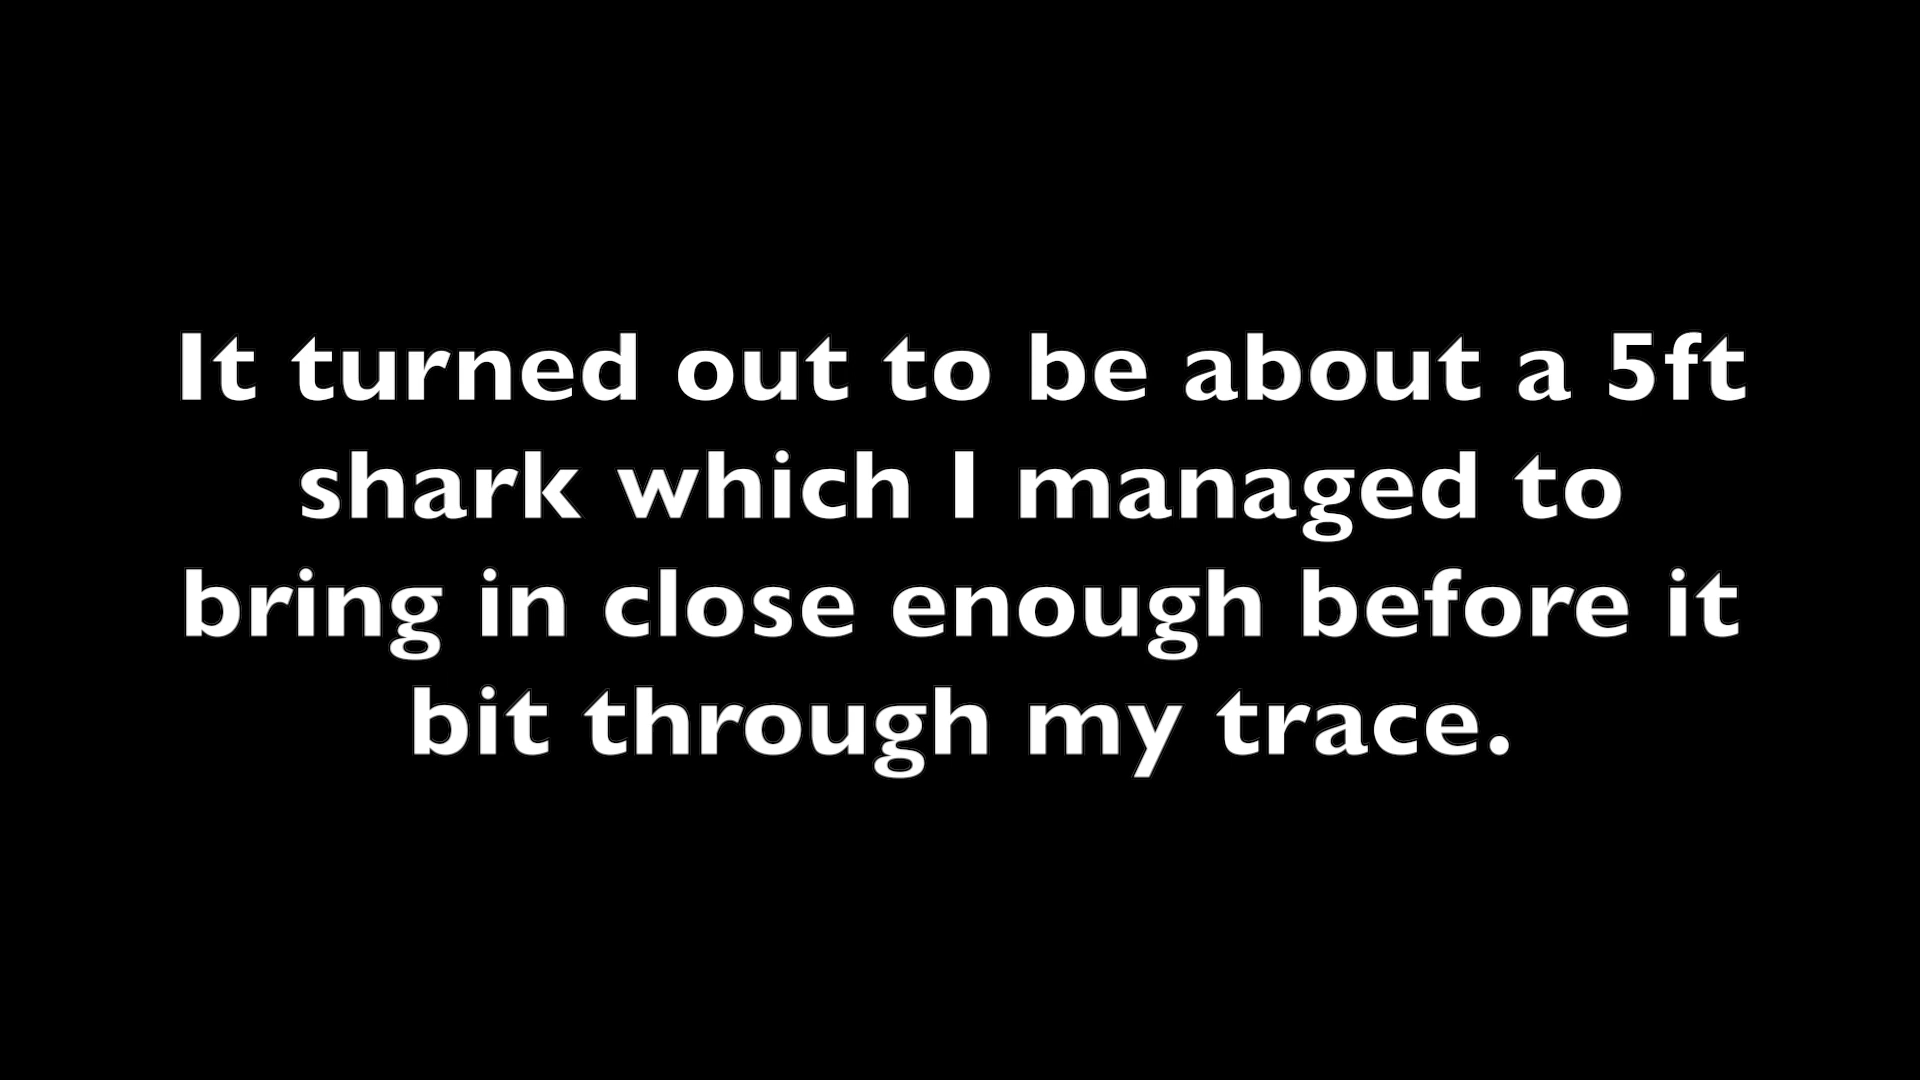 It turned out to be about a 5ft
shark which I managed to
bring in close enough before it
bit through my trace.